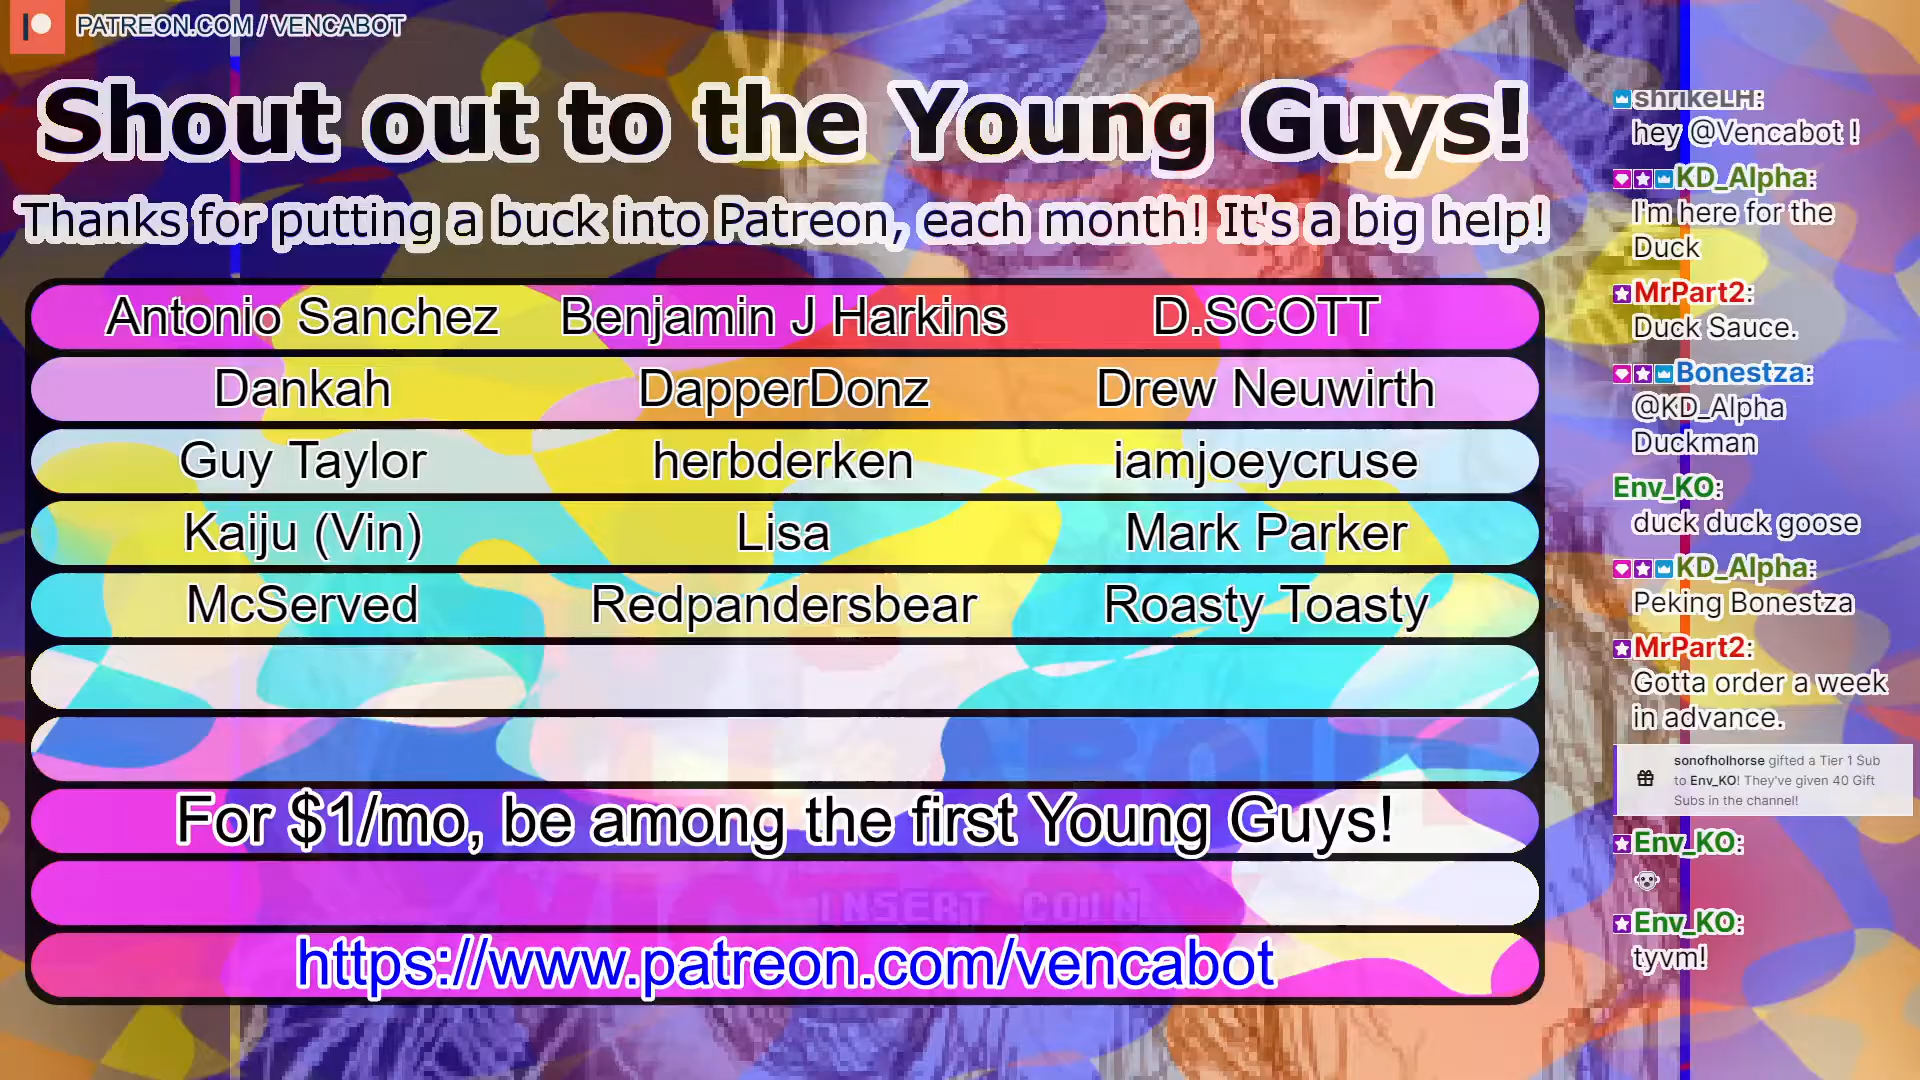 PATREON.COM / VENCABOT
Shout out to the Young Guys!
Thanks for putting a buck into Patreon, each month! It's a big help!
Antonio Sanchez Benjamin J Harkins D.SCOTT
Dankah DapperDonz Drew Neuwirth
Guy Taylor herbderken iamjoeycruse
Kaiju (Vin) Lisa Mark Parker
McServed Redpandersbear Roasty Toasty
For $1/mo, be among the first Young Guys!
INSERT COIN
https://www.patreon.com/vencabot
shrikeLH:
hey @Vencabot !
KD_Alpha:
I'm here for the
Duck
MrPart2:
Duck Sauce.
Bonestza:
@KD_Alpha
Duckman
Env_KO:
duck duck goose
KD_Alpha:
Peking Bonestza
MrPart2:
Gotta order a week
in advance.
sonofholhorse gifted a Tier 1 Sub
to Env_KO! They've given 40 Gift
Subs in the channel!
Env_KO:
Env_KO:
tyvm!